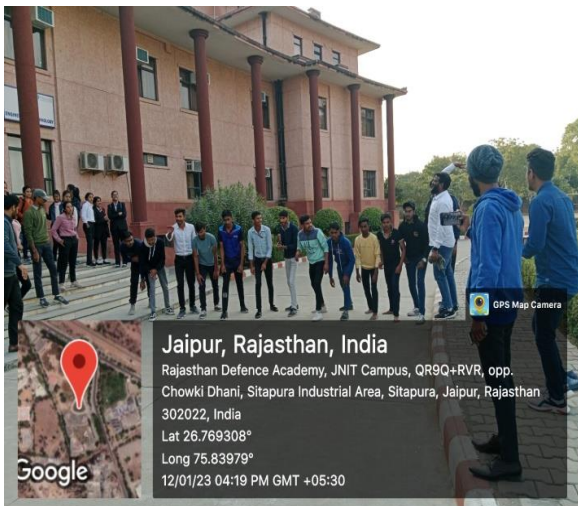 GPS Map Camera
Jaipur, Rajasthan, India
Rajasthan Defence Academy, JNIT Campus, QR9Q+RVR, opp.
Chowki Dhani, Sitapura Industrial Area, Sitapura, Jaipur, Rajasthan
302022, India
Lat 26.769308°
Long 75.83979°
12/01/23 04:19 PM GMT +05:30
Google